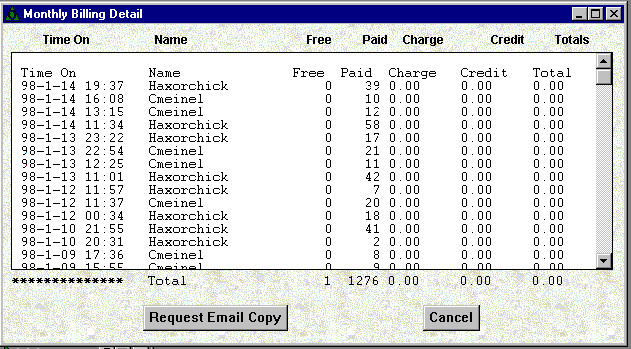 Monthly Billing Detail
Time On Name Free Paid Charge Credit Totals
Time On Name Free Paid Charge Credit Total
98-1-14 19:37 Haxorchick 0 39 0.00 0.00 0.00
98-1-14 16:08 Cmeinel 0 10 0.00 0.00 0.00
98-1-14 13:15 Cmeinel 0 12 0.00 0.00 0.00
98-1-14 11:34 Haxorchick 0 58 0.00 0.00 0.00
98-1-13 23:22 Haxorchick 0 17 0.00 0.00 0.00
98-1-13 22:54 Cmeinel 0 21 0.00 0.00 0.00
98-1-13 12:25 Cmeinel 0 11 0.00 0.00 0.00
98-1-13 11:01 Haxorchick 0 42 0.00 0.00 0.00
98-1-12 11:57 Haxorchick 0 7 0.00 0.00 0.00
98-1-12 11:37 Cmeinel 0 20 0.00 0.00 0.00
98-1-12 00:34 Haxorchick 0 18 0.00 0.00 0.00
98-1-10 21:55 Haxorchick 0 41 0.00 0.00 0.00
98-1-10 20:31 Haxorchick 0 2 0.00 0.00 0.00
98-1-09 17:36 Cmeinel 0 8 0.00 0.00 0.00
98-1-09 15:55 Cmeinel 0 9 0.00 0.00 0.00
************** Total 1 1276 0.00 0.00 0.00
Request Email Copy Cancel